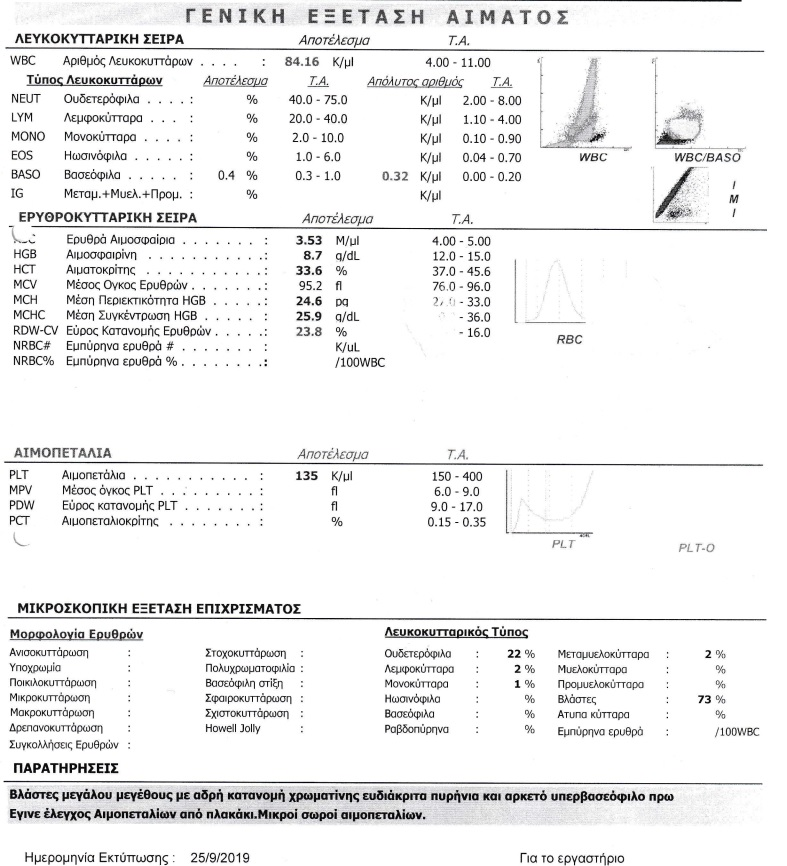 ΓΕΝΙΚΗ ΕΞΕΤΑΣΗ ΑΙΜΑΤΟΣ
ΛΕΥΚΟΚΥΤΤΑΡΙΚΗ ΣΕΙΡΑ Αποτέλεσμα Τ.Α.
WBC Αριθμός Λευκοκυττάρων . . . . : 84.16 K/μl 4.00 - 11.00
Τύπος Λευκοκυττάρων Αποτέλεσμα Τ.Α. Απόλυτος αριθμός Τ.Α.
NEUT Ουδετερόφιλα . . . . : % 40.0 - 75.0 K/μl 2.00 - 8.00
LYM Λεμφοκύτταρα . . . : % 20.0 - 40.0 K/μl 1.10 - 4.00
MONO Μονοκύτταρα . . . . : % 2.0 - 10.0 K/μl 0.10 - 0.90
EOS Ηωσινόφιλα . . . . . : % 1.0 - 6.0 K/μl 0.04 - 0.70
BASO Βασεόφιλα . . . . . : 0.4 % 0.3 - 1.0 0.32 K/μl 0.00 - 0.20
IG Μεταμ.+Μυελ.+Προμ. : % K/μl
WBC WBC/BASO
I
M
I
ΕΡΥΘΡΟΚΥΤΤΑΡΙΚΗ ΣΕΙΡΑ Αποτέλεσμα Τ.Α.
Ερυθρά Αιμοσφαίρια . . . . . . . : 3.53 M/μl 4.00 - 5.00
HGB Αιμοσφαιρίνη . . . . . . . . . . : 8.7 g/dL 12.0 - 15.0
HCT Αιματοκρίτης . . . . . . . . . . : 33.6 % 37.0 - 45.6
MCV Μέσος Ογκος Ερυθρών . . . . . : 95.2 fl 76.0 - 96.0
MCH Μέση Περιεκτικότητα HGB . . . . : 24.6 pg - 33.0
MCHC Μέση Συγκέντρωση HGB . . . . . : 25.9 g/dL - 36.0
RDW-CV Εύρος Κατανομής Ερυθρών . . . . : 23.8 % - 16.0
NRBC# Εμπύρηνα ερυθρά # . . . . . . . : K/uL
NRBC% Εμπύρηνα ερυθρά % . . . . . . . .: /100WBC
RBC
ΑΙΜΟΠΕΤΑΛΙΑ Αποτέλεσμα Τ.Α.
PLT Αιμοπετάλια . . . . . . . . . . . : 135 K/μl 150 - 400
MPV Μέσος όγκος PLT . . . . . . . . . : fl 6.0 - 9.0
PDW Εύρος κατανομής PLT . . . . . . . : fl 9.0 - 17.0
PCT Αιμοπεταλιοκρίτης . . . . . . . . : % 0.15 - 0.35
PLT PLT-O
ΜΙΚΡΟΣΚΟΠΙΚΗ ΕΞΕΤΑΣΗ ΕΠΙΧΡΙΣΜΑΤΟΣ
Μορφολογία Ερυθρών Λευκοκυτταρικός Τύπος
Ανισοκυττάρωση : Στοχοκυττάρωση : Ουδετερόφιλα : 22 % Μεταμυελοκύτταρα : 2 %
Υποχρωμία : Πολυχρωματοφιλία : Λεμφοκύτταρα : 2 % Μυελοκύτταρα : %
Ποικιλοκυττάρωση : Βασεόφιλη στίξη : Μονοκύτταρα : 1 % Προμυελοκύτταρα : %
Μικροκυττάρωση : Σφαιροκυττάρωση : Ηωσινόφιλα : % Βλάστες : 73 %
Μακροκυττάρωση : Σχιστοκυττάρωση : Βασεόφιλα : % Ατυπα κύτταρα : %
Δρεπανοκυττάρωση : Howell Jolly : Ραβδοπύρηνα : % Εμπύρηνα ερυθρά : /100WBC
Συγκολλήσεις Ερυθρών :
ΠΑΡΑΤΗΡΗΣΕΙΣ
Βλάστες μεγάλου μεγέθους με αδρή κατανομή χρωματίνης ευδιάκριτα πυρήνια και αρκετό υπερβασεόφιλο πρω
Εγινε έλεγχος Αιμοπεταλίων από πλακάκι.Μικροί σωροί αιμοπεταλίων.
Ημερομηνία Εκτύπωσης : 25/9/2019 Για το εργαστήριο